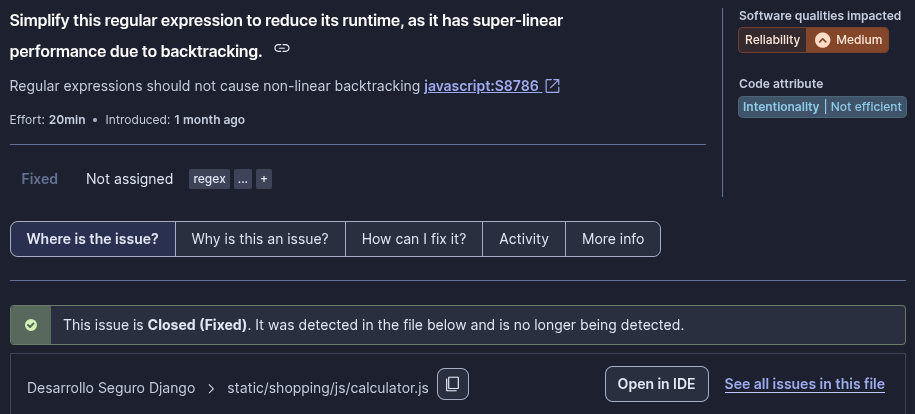 Simplify this regular expression to reduce its runtime, as it has super-linear
performance due to backtracking.
Regular expressions should not cause non-linear backtracking javascript:S8786
Effort: 20min • Introduced: 1 month ago
Software qualities impacted
Reliability Medium
Code attribute
Intentionality | Not efficient
Fixed Not assigned regex ... +
Where is the issue? Why is this an issue? How can I fix it? Activity More info
This issue is Closed (Fixed). It was detected in the file below and is no longer being detected.
Desarrollo Seguro Django > static/shopping/js/calculator.js Open in IDE See all issues in this file